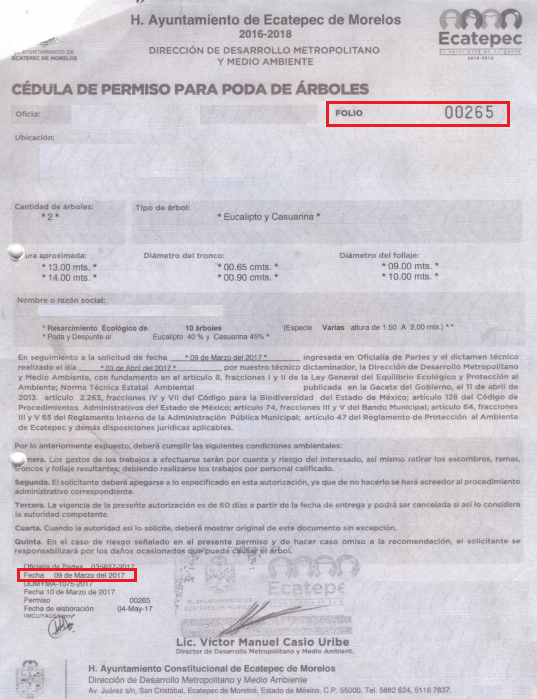 H. Ayuntamiento de Ecatepec de Morelos
2016-2018
DIRECCIÓN DE DESARROLLO METROPOLITANO
Y MEDIO AMBIENTE
H. AYUNTAMIENTO DE
ECATEPEC DE MORELOS
Ecatepec
2016-2018
CÉDULA DE PERMISO PARA PODA DE ÁRBOLES
Oficio:
FOLIO 00265
Ubicación:
Cantidad de árboles:
* 2 *
Tipo de árbol:
* Eucalipto y Casuarina *
ura aproximada:
* 13.00 mts. *
* 14.00 mts. *
Diámetro del tronco:
* 00.65 cmts. *
* 00.90 cmts. *
Diámetro del follaje:
* 09.00 mts. *
* 10.00 mts. *
Nombre o razón social:
* Resarcimiento Ecológico de 10 árboles (Especie Varias altura de 1.50 A 2.00 mts.) * *
* Poda y Despunte al Eucalipto 40 % y Casuarina 45% *
En seguimiento a la solicitud de fecha * 09 de Marzo del 2017 * ingresada en Oficialía de Partes y el dictamen técnico
realizado el día * 03 de Abril del 2017 * por nuestro técnico dictaminador, la Dirección de Desarrollo Metropolitano
y Medio Ambiente, con fundamento en el artículo 8, fracciones I y II de la Ley General del Equilibrio Ecológico y Protección al
Ambiente; Norma Técnica Estatal Ambiental publicada en la Gaceta del Gobierno, el 11 de abril de
2013. artículo 2.263, fracciones IV y VII del Código para la Biodiversidad del Estado de México; artículo 128 del Código de
Procedimientos Administrativos del Estado de México; artículo 74, fracciones III y V del Bando Municipal; artículo 64, fracciones
III y V 65 del Reglamento Interno de la Administración Pública Municipal; artículo 47 del Reglamento de Protección al Ambiente
de Ecatepec y demás disposiciones jurídicas aplicables.
Por lo anteriormente expuesto, deberá cumplir las siguientes condiciones ambientales:
nera. Los gastos de los trabajos a efectuarse serán por cuenta y riesgo del interesado, así mismo retirar los escombros, ramas,
troncos y follaje resultantes, debiendo realizarse los trabajos por personal calificado.
Segunda. El solicitante deberá apegarse a lo especificado en esta autorización, ya que de no hacerlo se hará acreedor al procedimiento
administrativo correspondiente.
Tercera. La vigencia de la presente autorización es de 60 días a partir de la fecha de entrega y podrá ser cancelada si así lo considera
la autoridad competente.
Cuarta. Cuando la autoridad así lo solicite, deberá mostrar original de este documento sin excepción.
Quinta. En el caso de riesgo señalado en el permiso y de hacer caso omiso a la recomendación, el solicitante se
responsabilizará por los daños ocasionados que pueda causar el árbol.
Oficialía de Partes 035627-2017
Fecha 09 de Marzo del 2017
DDMYMA-1075-2017
Fecha 10 de Marzo de 2017
Permiso 00265
Fecha de elaboración 04-May-17
Ecatepec
Lic. Víctor Manuel Casio Uribe
Director de Desarrollo Metropolitano y Medio Ambiente.
H. Ayuntamiento Constitucional de Ecatepec de Morelos
Dirección de Desarrollo Metropolitano y Medio Ambiente
Av. Juárez s/n, San Cristóbal, Ecatepec de Morelos, Estado de México. C.P. 55000. Tel. 5882 624, 5116 7837.